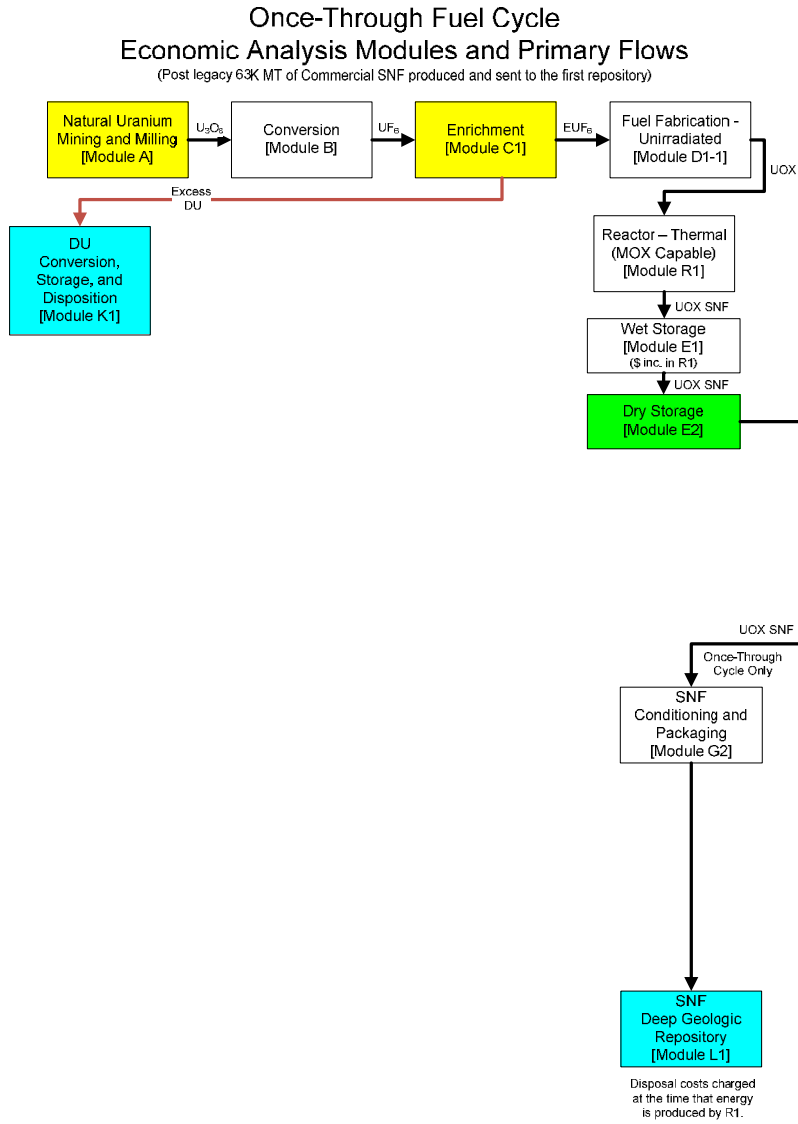 Once-Through Fuel Cycle
Economic Analysis Modules and Primary Flows
(Post legacy 63K MT of Commercial SNF produced and sent to the first repository)
Natural Uranium
Mining and Milling
[Module A]
U₃O₈
Conversion
[Module B]
UF₆
Enrichment
[Module C1]
EUF₆
Fuel Fabrication -
Unirradiated
[Module D1-1]
UOX
Excess
DU
DU
Conversion,
Storage, and
Disposition
[Module K1]
Reactor – Thermal
(MOX Capable)
[Module R1]
UOX SNF
Wet Storage
[Module E1]
($ inc. in R1)
UOX SNF
Dry Storage
[Module E2]
UOX SNF
Once-Through
Cycle Only
SNF
Conditioning and
Packaging
[Module G2]
SNF
Deep Geologic
Repository
[Module L1]
Disposal costs charged
at the time that energy
is produced by R1.